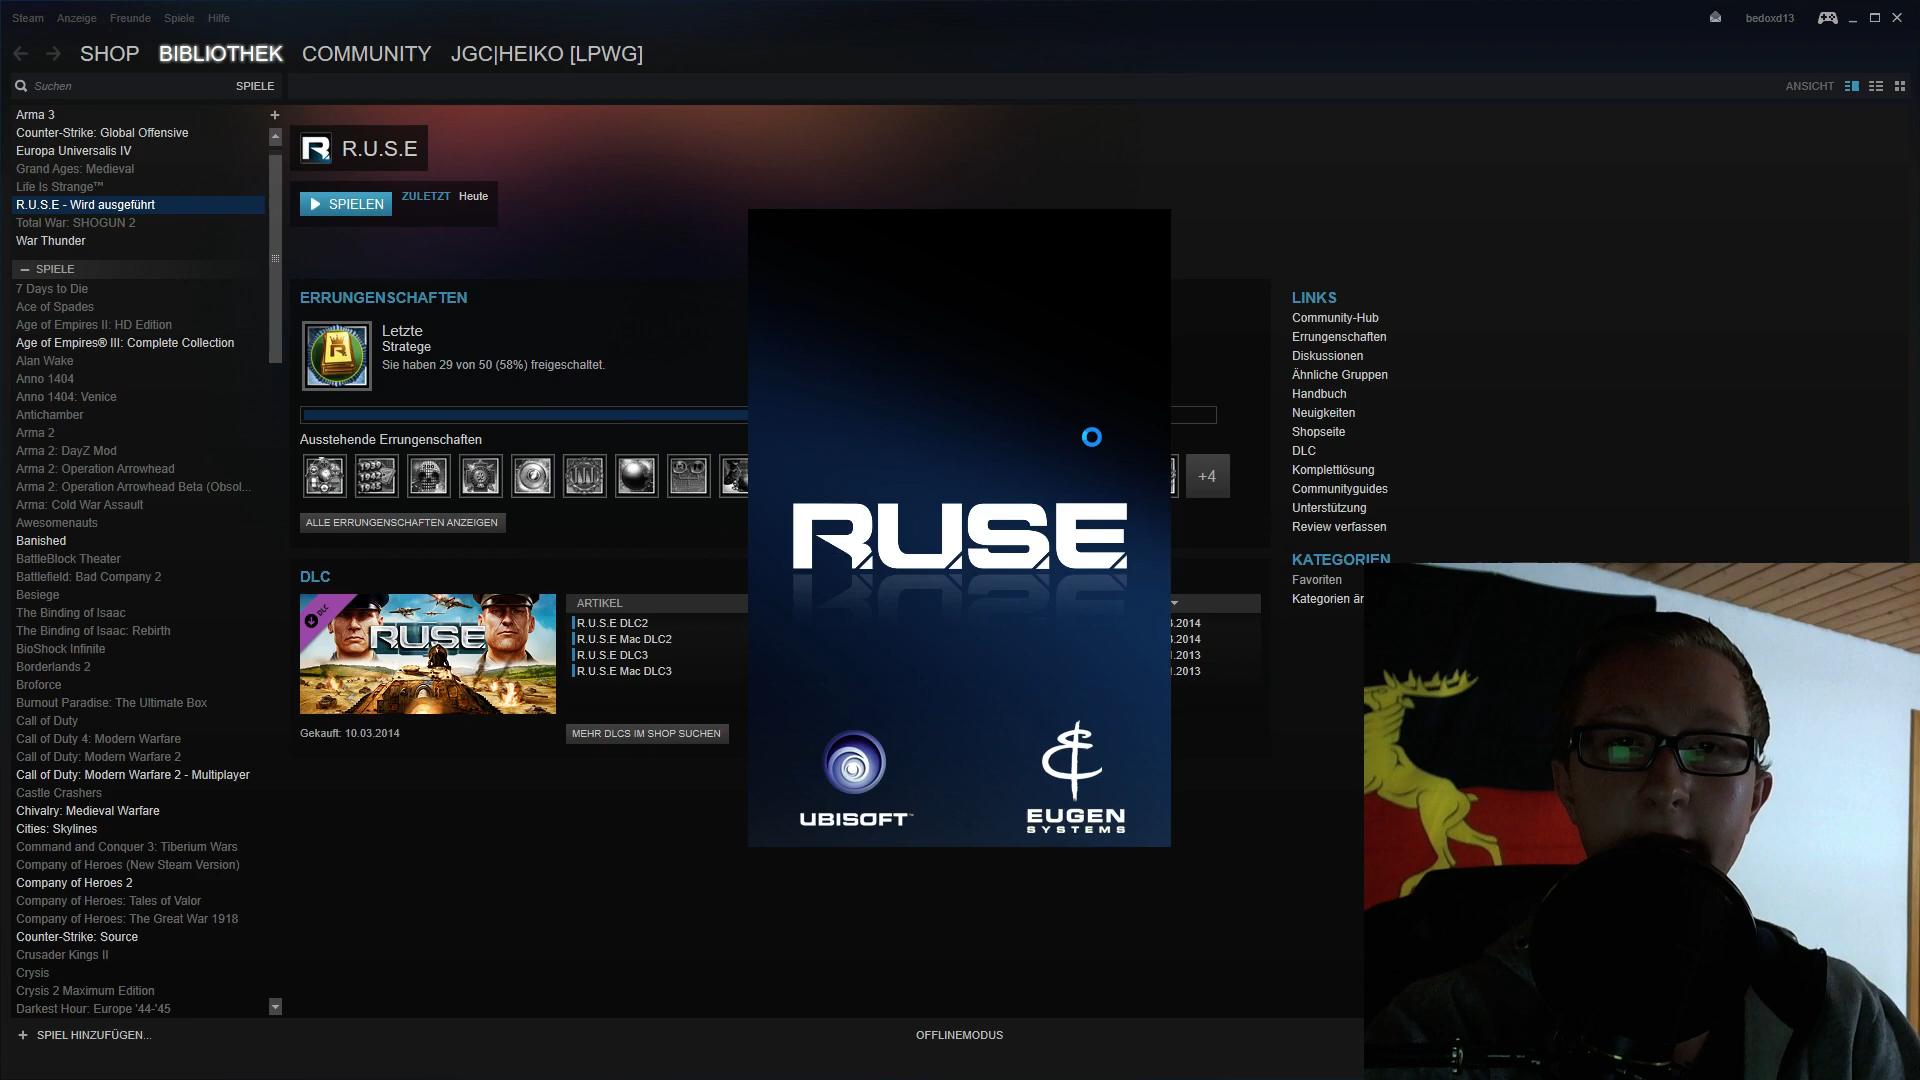 Steam Anzeige Freunde Spiele Hilfe
bedoxd13
SHOP BIBLIOTHEK COMMUNITY JGC|HEIKO [LPWG]
Suchen SPIELE
ANSICHT
Arma 3
Counter-Strike: Global Offensive
Europa Universalis IV
Grand Ages: Medieval
Life Is Strange™
R.U.S.E - Wird ausgeführt
Total War: SHOGUN 2
War Thunder
SPIELE
7 Days to Die
Ace of Spades
Age of Empires II: HD Edition
Age of Empires® III: Complete Collection
Alan Wake
Anno 1404
Anno 1404: Venice
Antichamber
Arma 2
Arma 2: DayZ Mod
Arma 2: Operation Arrowhead
Arma 2: Operation Arrowhead Beta (Obsol...
Arma: Cold War Assault
Awesomenauts
Banished
BattleBlock Theater
Battlefield: Bad Company 2
Besiege
The Binding of Isaac
The Binding of Isaac: Rebirth
BioShock Infinite
Borderlands 2
Broforce
Burnout Paradise: The Ultimate Box
Call of Duty
Call of Duty 4: Modern Warfare
Call of Duty: Modern Warfare 2
Call of Duty: Modern Warfare 2 - Multiplayer
Castle Crashers
Chivalry: Medieval Warfare
Cities: Skylines
Command and Conquer 3: Tiberium Wars
Company of Heroes (New Steam Version)
Company of Heroes 2
Company of Heroes: Tales of Valor
Company of Heroes: The Great War 1918
Counter-Strike: Source
Crusader Kings II
Crysis
Crysis 2 Maximum Edition
Darkest Hour: Europe '44-'45
+ SPIEL HINZUFÜGEN...
R.U.S.E
SPIELEN
ZULETZT Heute
ERRUNGENSCHAFTEN
Letzte
Stratege
Sie haben 29 von 50 (58%) freigeschaltet.
Ausstehende Errungenschaften
1939
1942
1945
+4
ALLE ERRUNGENSCHAFTEN ANZEIGEN
DLC
DLC
R.U.S.E
Gekauft: 10.03.2014
ARTIKEL
R.U.S.E DLC2
R.U.S.E Mac DLC2
R.U.S.E DLC3
R.U.S.E Mac DLC3
.2014
.2014
.2013
.2013
MEHR DLCS IM SHOP SUCHEN
R.U.S.E
UBISOFT™
EUGEN
SYSTEMS
LINKS
Community-Hub
Errungenschaften
Diskussionen
Ähnliche Gruppen
Handbuch
Neuigkeiten
Shopseite
DLC
Komplettlösung
Communityguides
Unterstützung
Review verfassen
KATEGORIEN
Favoriten
Kategorien än
OFFLINEMODUS